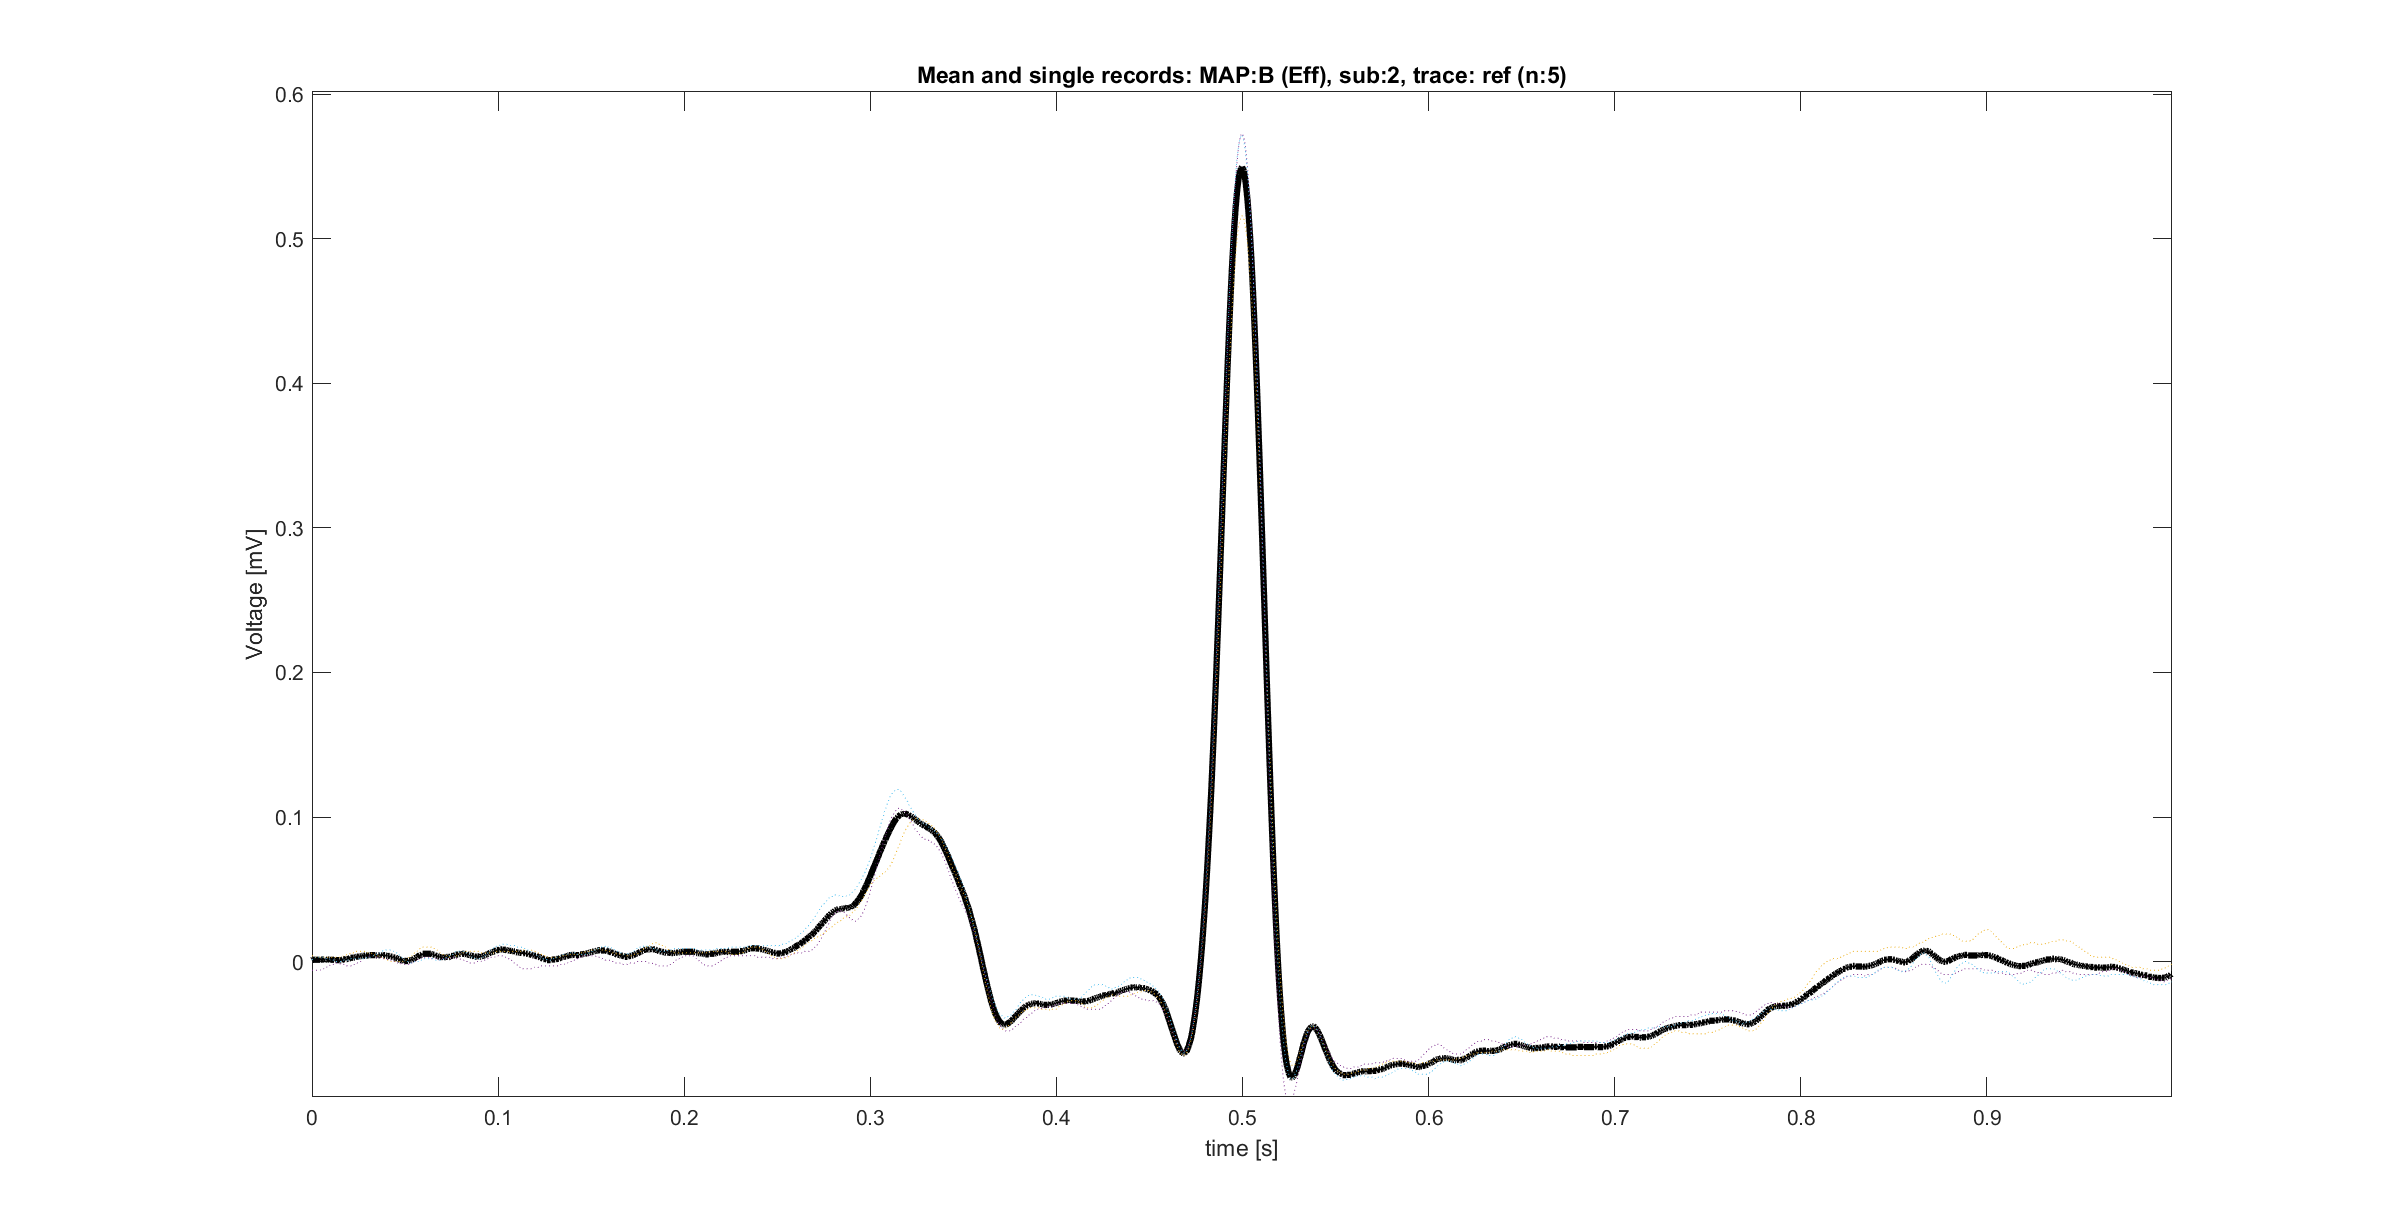 Mean and single records: MAP:B (Eff), sub:2, trace: ref (n:5)
0.6
0.5
0.4
0.3
0.2
0.1
0
Voltage [mV]
0 0.1 0.2 0.3 0.4 0.5 0.6 0.7 0.8 0.9
time [s]